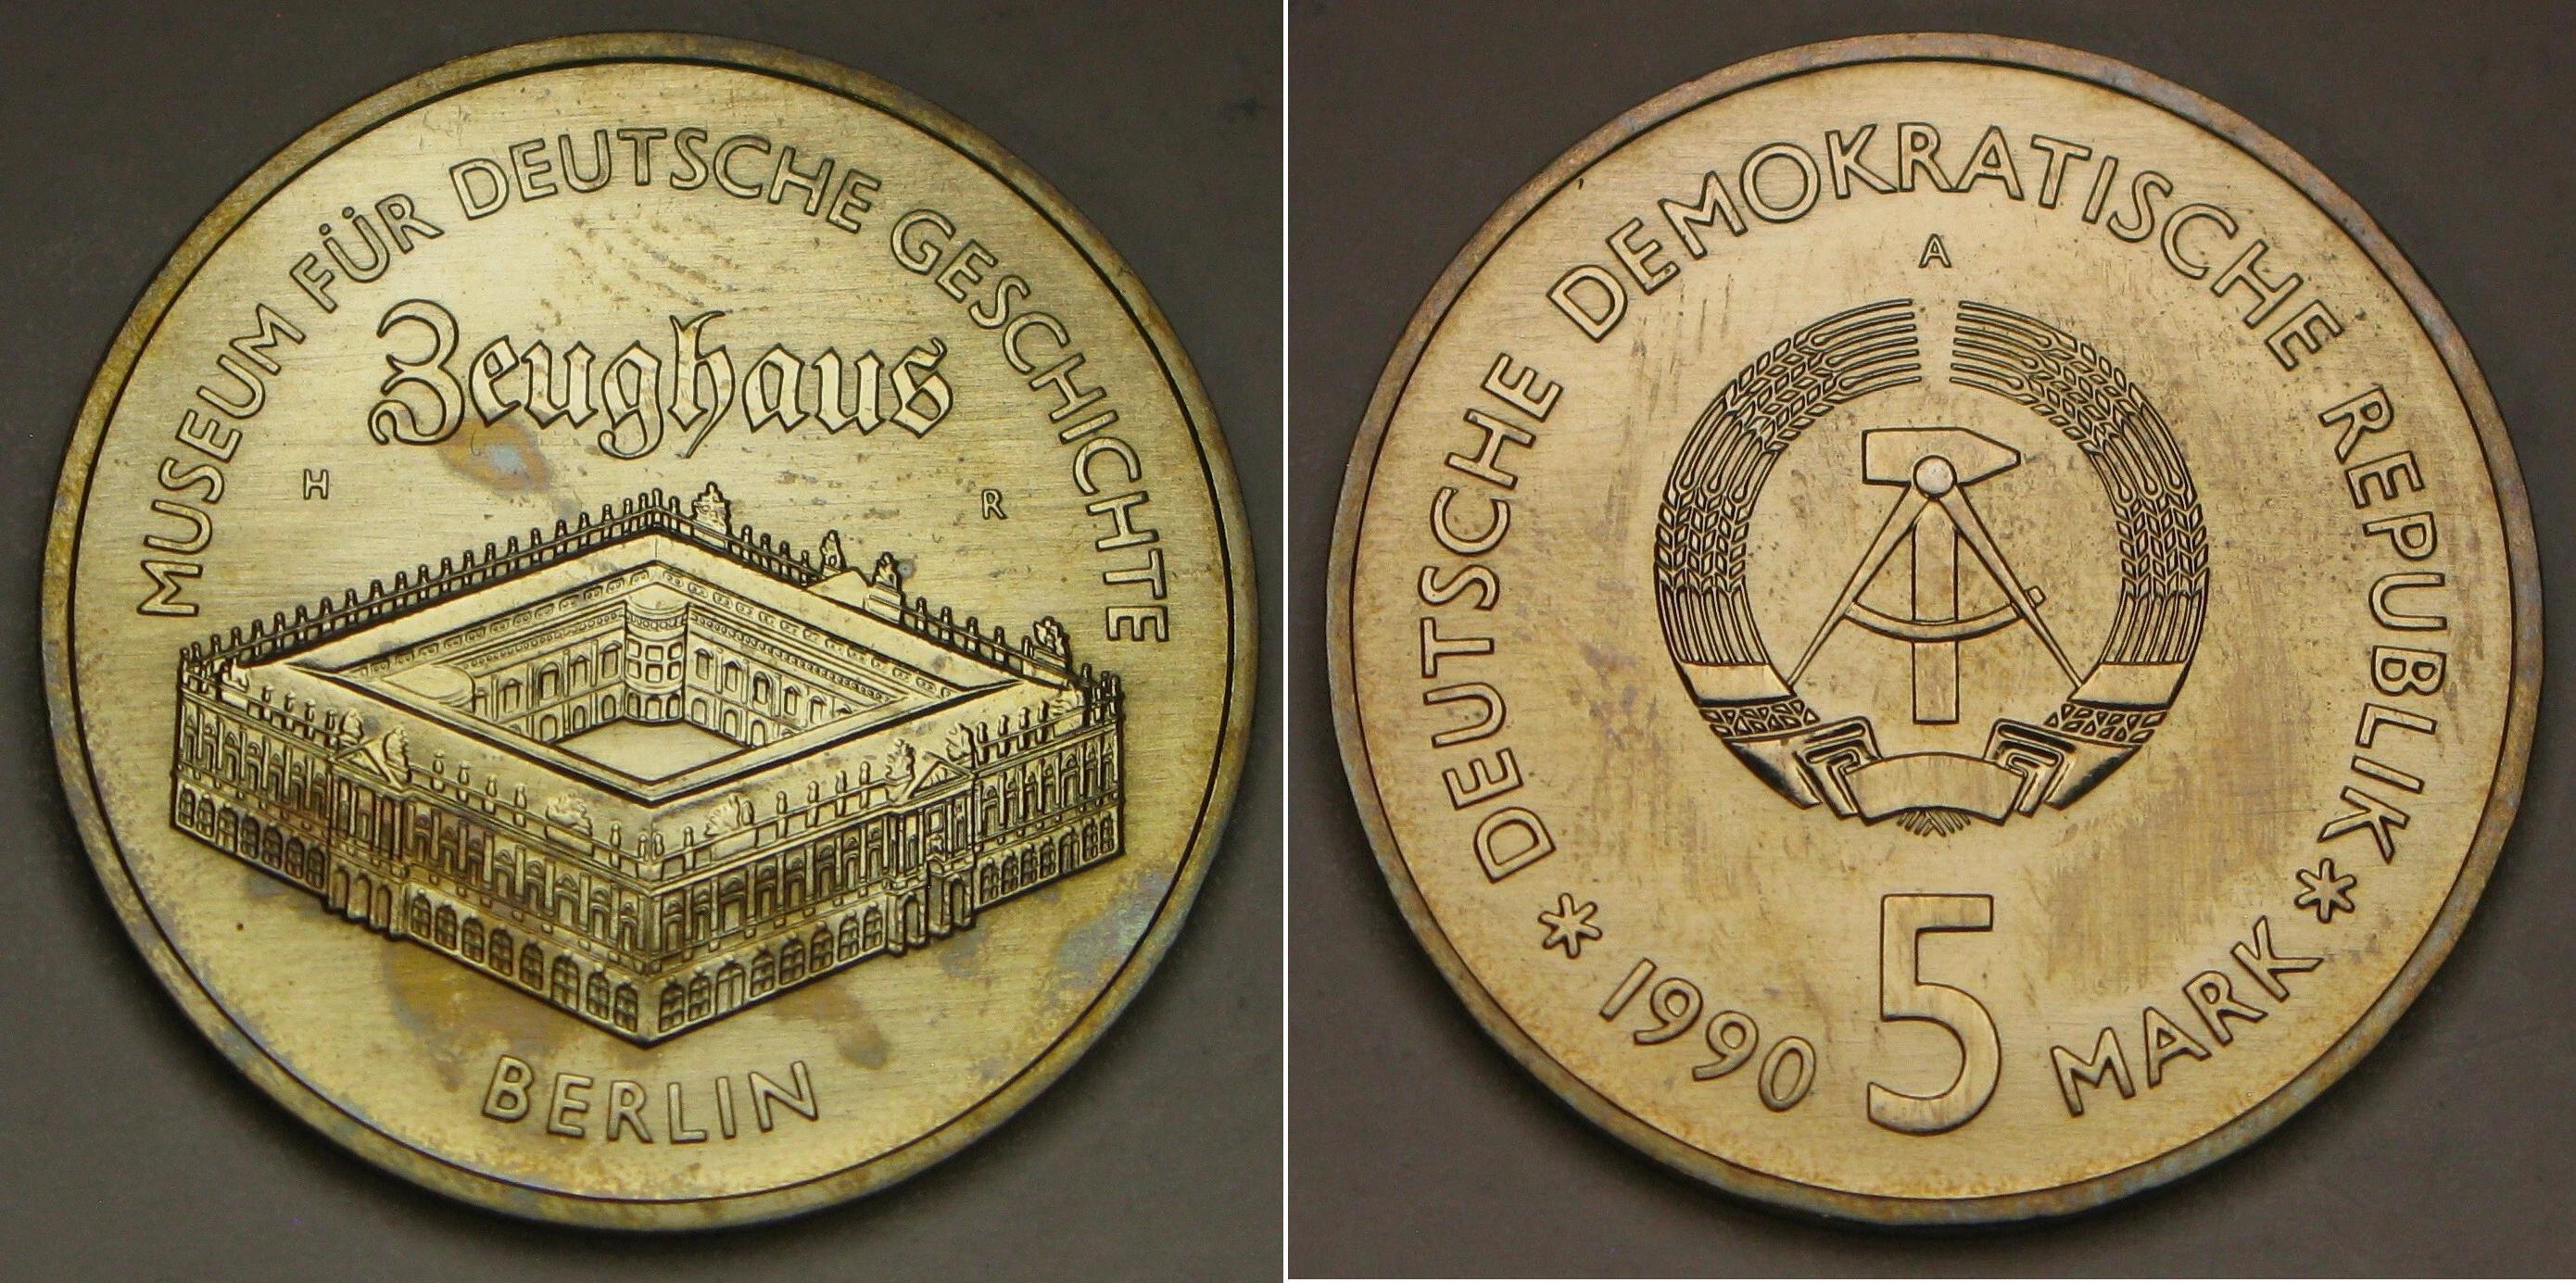 MUSEUM FÜR DEUTSCHE GESCHICHTE
Zeughaus
H R
BERLIN
DEUTSCHE DEMOKRATISCHE REPUBLIK
A
* 1990 5 MARK *